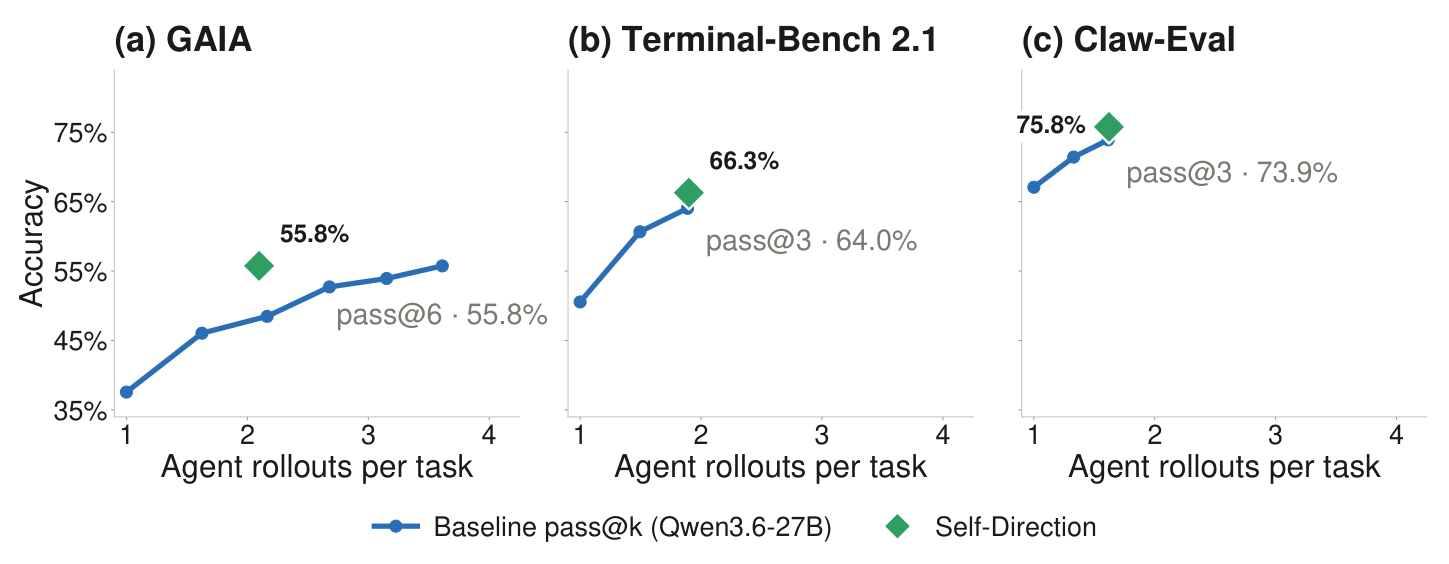 (a) GAIA
(b) Terminal-Bench 2.1
(c) Claw-Eval
Accuracy
75%
65%
55%
45%
35%
55.8%
pass@6 · 55.8%
1 2 3 4
Agent rollouts per task
66.3%
pass@3 · 64.0%
1 2 3 4
Agent rollouts per task
75.8%
pass@3 · 73.9%
1 2 3 4
Agent rollouts per task
Baseline pass@k (Qwen3.6-27B)
Self-Direction